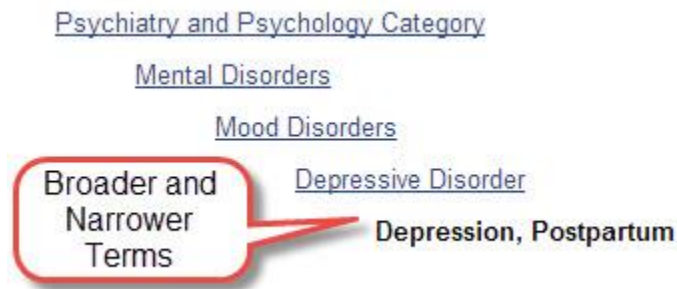 Psychiatry and Psychology Category
Mental Disorders
Mood Disorders
Depressive Disorder
Depression, Postpartum
Broader and
Narrower
Terms